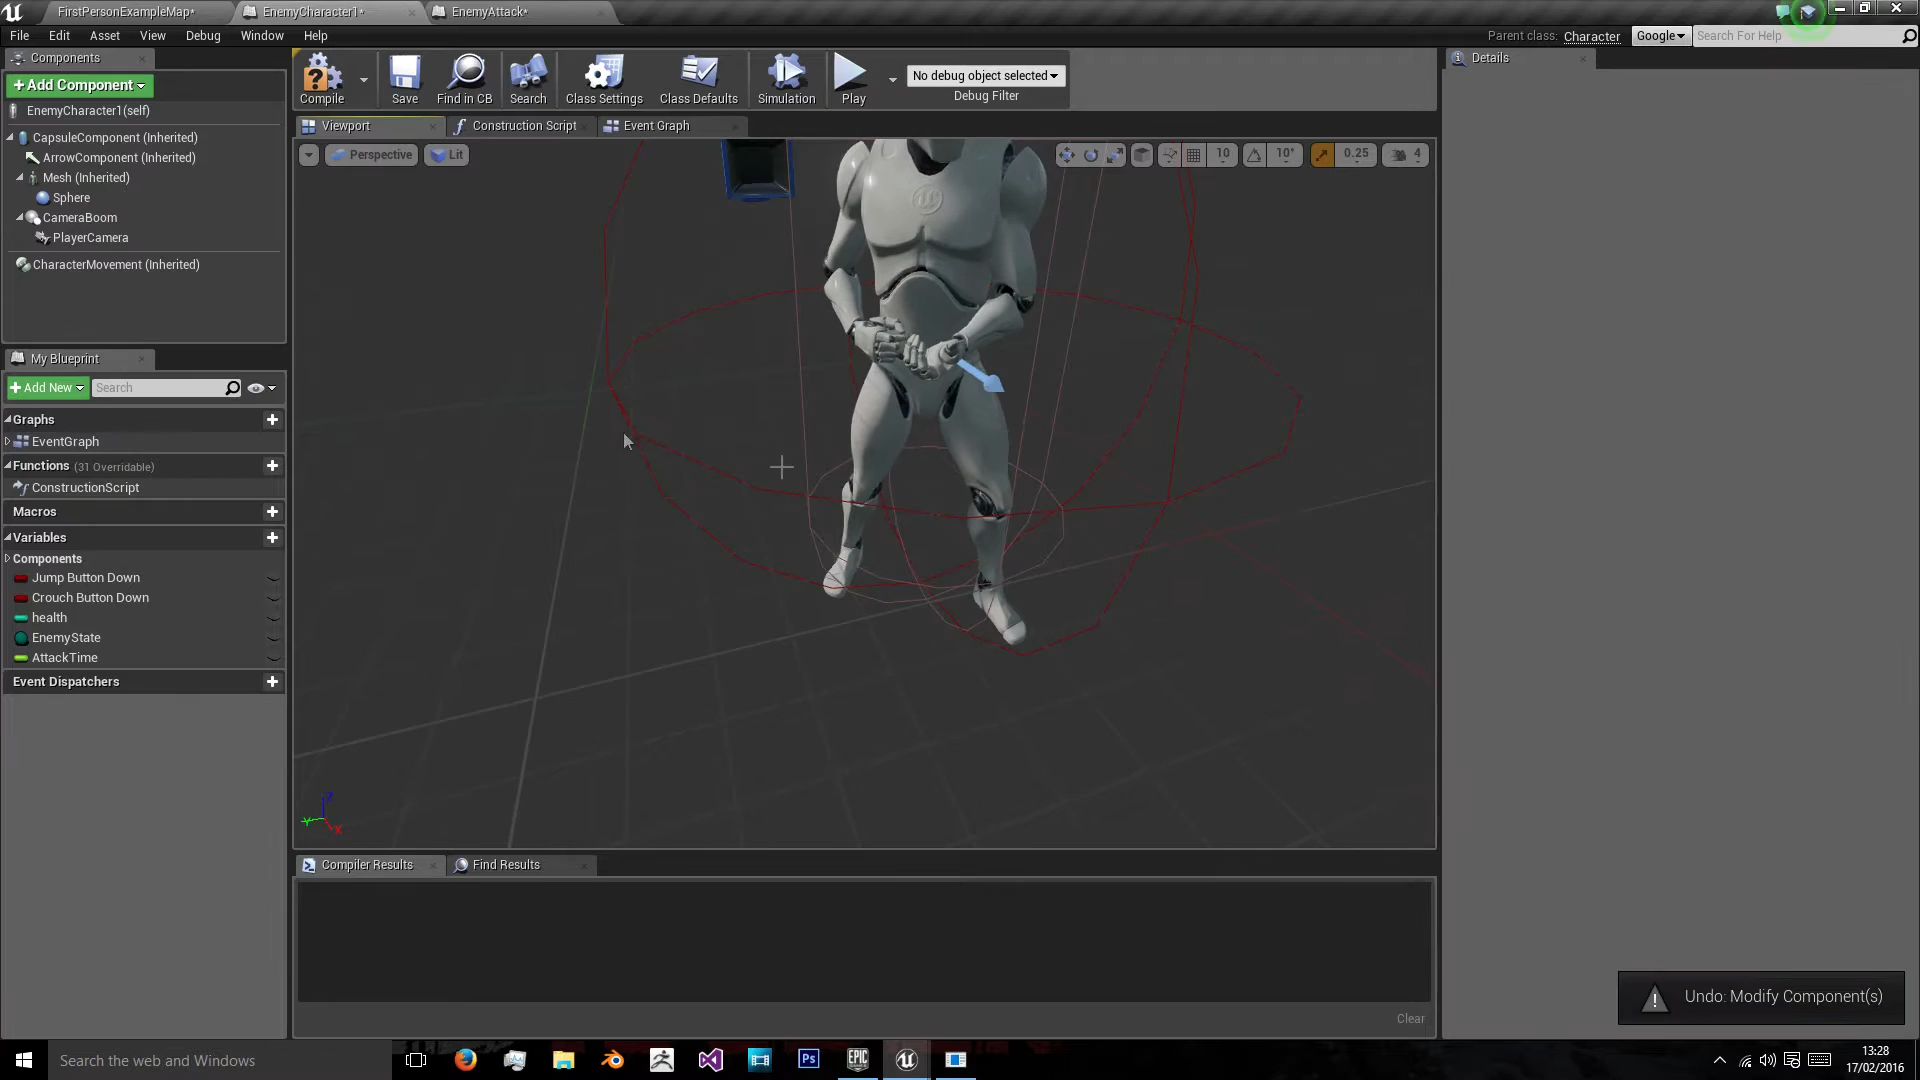 FirstPersonExampleMap*
EnemyCharacter1*
EnemyAttack*
File Edit Asset View Debug Window Help
Parent class: Character Google Search For Help
Components
+Add Component
EnemyCharacter1(self)
CapsuleComponent (Inherited)
ArrowComponent (Inherited)
Mesh (Inherited)
Sphere
CameraBoom
PlayerCamera
CharacterMovement (Inherited)
My Blueprint
+Add New Search
Graphs
EventGraph
Functions (31 Overridable)
ConstructionScript
Macros
Variables
Components
Jump Button Down
Crouch Button Down
health
EnemyState
AttackTime
Event Dispatchers
Compile Save Find in CB Search Class Settings Class Defaults Simulation Play
No debug object selected
Debug Filter
Viewport Construction Script Event Graph
Perspective Lit
10 10° 0.25 4
Z
Y
X
Compiler Results Find Results
Clear
Details
Undo: Modify Component(s)
Search the web and Windows
Ps
EPIC
13:28
17/02/2016